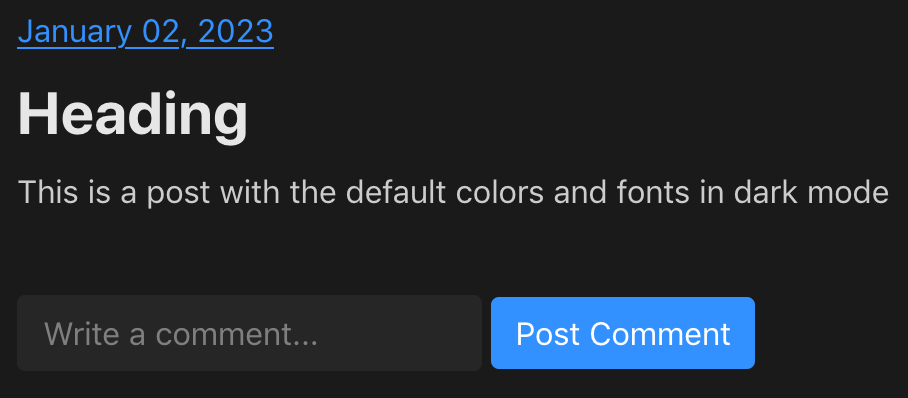 January 02, 2023
Heading
This is a post with the default colors and fonts in dark mode
Write a comment...
Post Comment